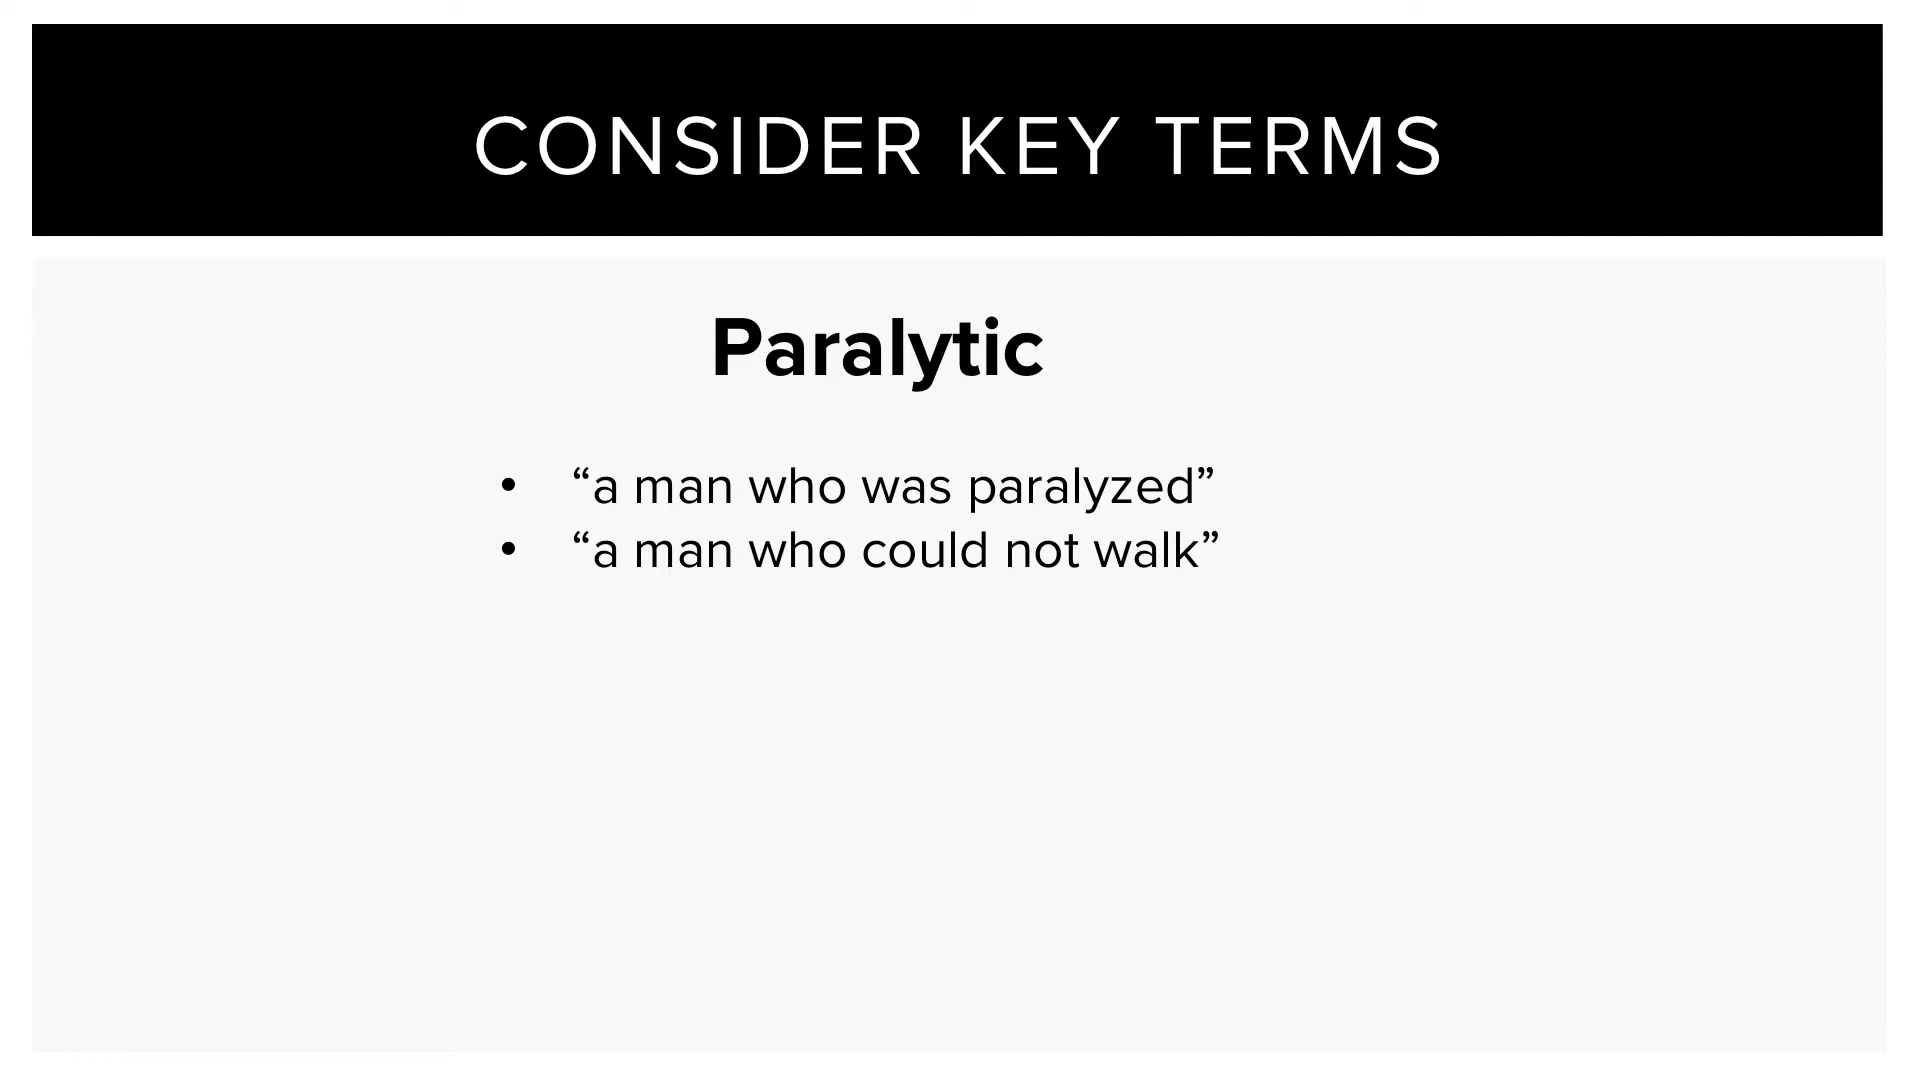 CONSIDER KEY TERMS
Paralytic
• “a man who was paralyzed”
• “a man who could not walk”